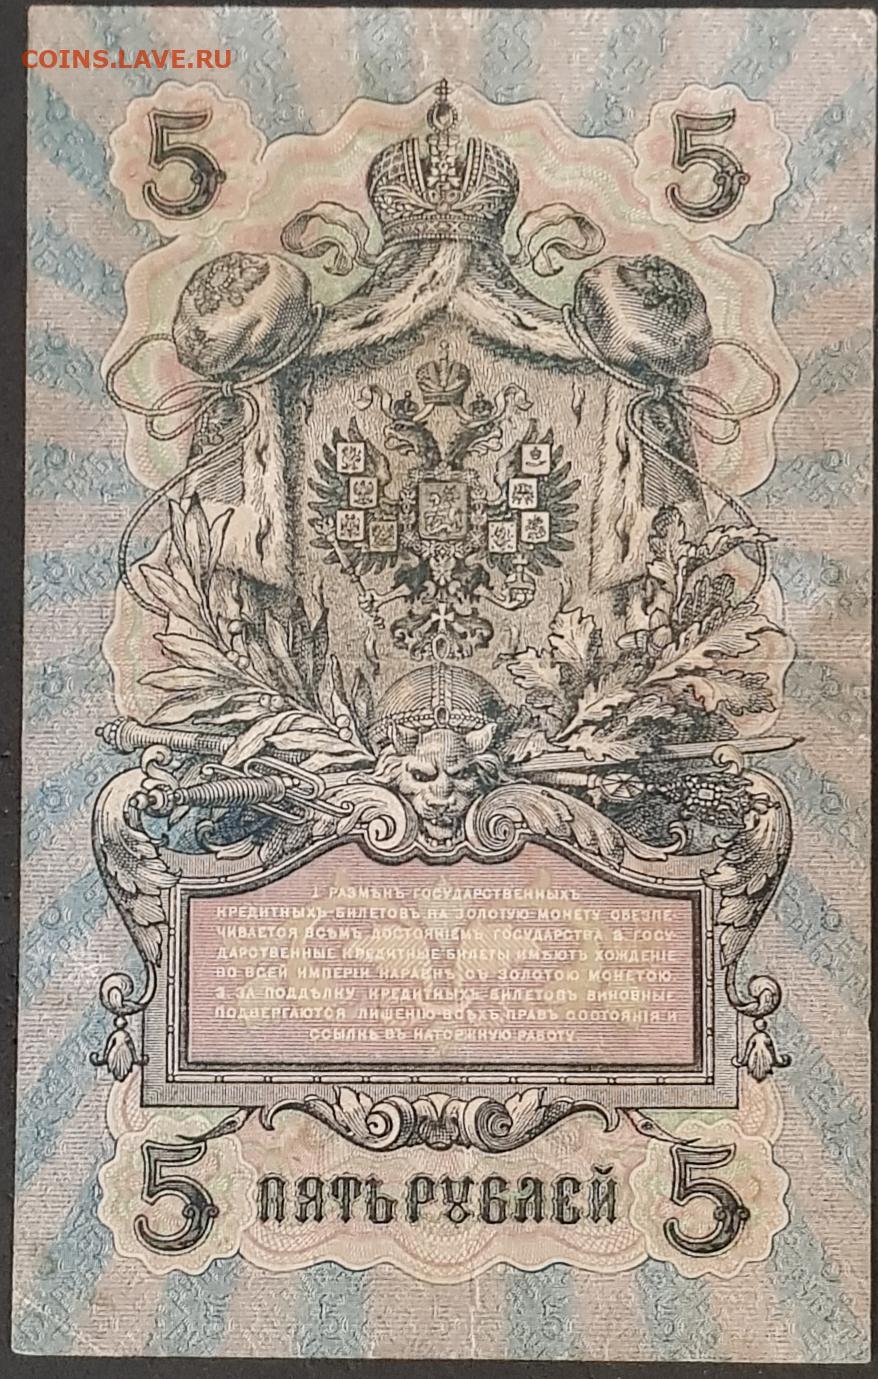 COINS.LAVE.RU
5 5
1 РАЗМѢНЪ ГОСУДАРСТВЕННЫХЪ
КРЕДИТНЫХЪ БИЛЕТОВЪ НА ЗОЛОТУЮ МОНЕТУ ОБЕЗПЕ-
ЧИВАЕТСЯ ВСѢМЪ ДОСТОЯНІЕМЪ ГОСУДАРСТВА 2. ГОСУ-
ДАРСТВЕННЫЕ КРЕДИТНЫЕ БИЛЕТЫ ИМѢЮТЪ ХОЖДЕНІЕ
ВО ВСЕЙ ИМПЕРІИ НАРАВНѢ СЪ ЗОЛОТОЮ МОНЕТОЮ
3. ЗА ПОДДѢЛКУ КРЕДИТНЫХЪ БИЛЕТОВЪ ВИНОВНЫЕ
ПОДВЕРГАЮТСЯ ЛИШЕНІЮ ВСѢХЪ ПРАВЪ СОСТОЯНІЯ И
ССЫЛКѢ ВЪ КАТОРЖНУЮ РАБОТУ
5 ПЯТЬ РУБЛЕЙ 5